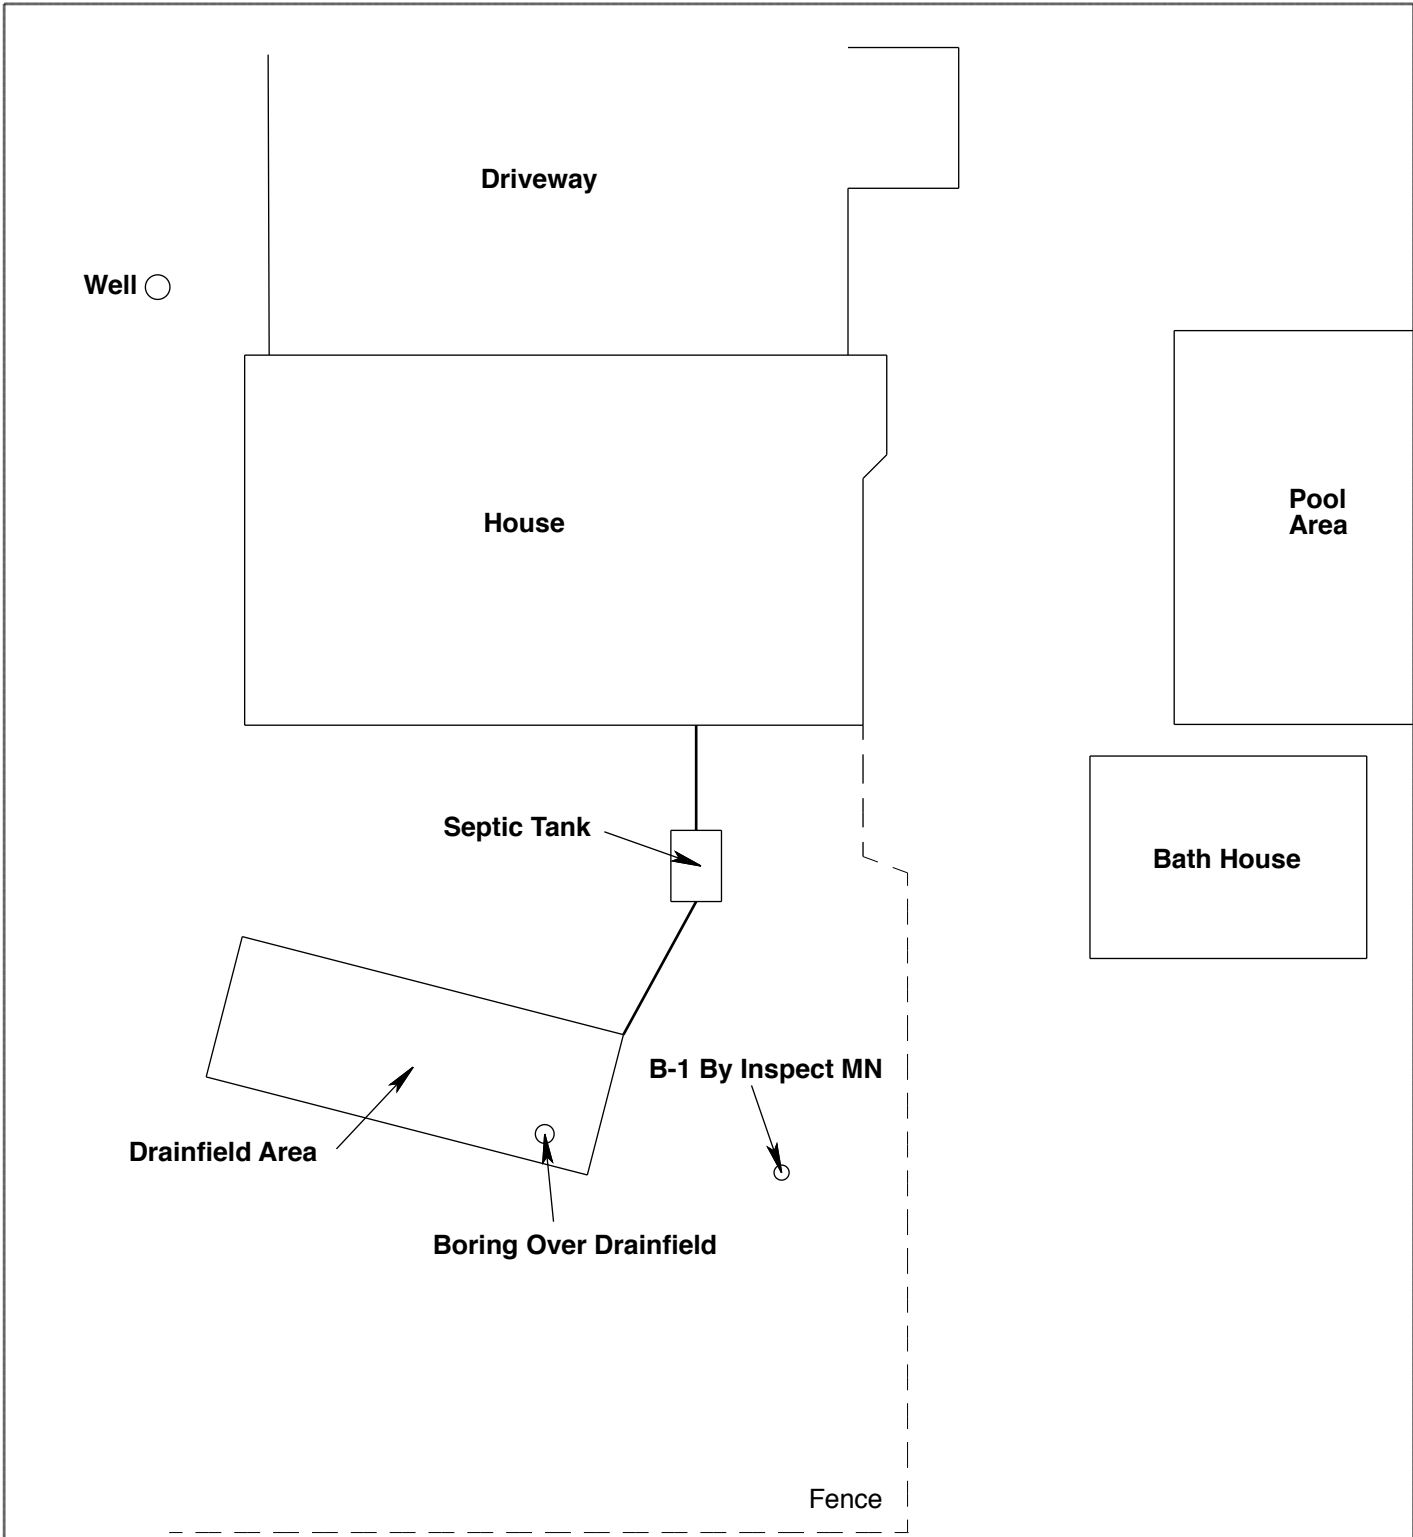 Driveway
Well
House
Pool
Area
Septic Tank
Bath House
B-1 By Inspect MN
Drainfield Area
Boring Over Drainfield
Fence